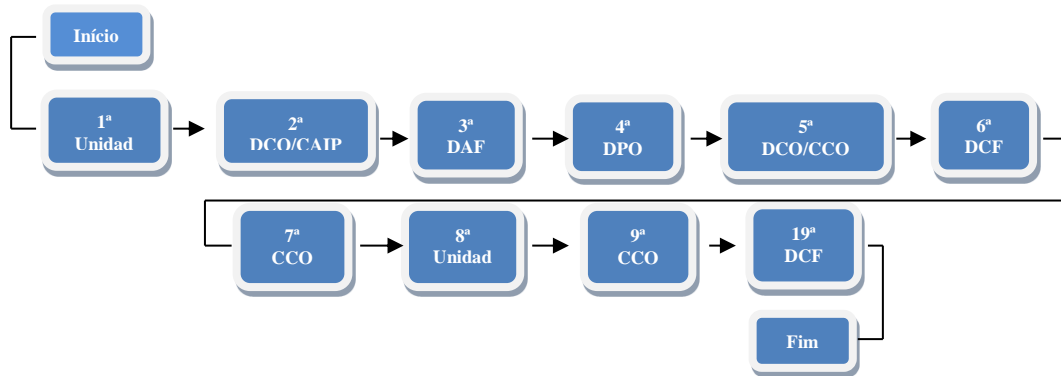 Início
1ª
Unidad
2ª
DCO/CAIP
3ª
DAF
4ª
DPO
5ª
DCO/CCO
6ª
DCF
7ª
CCO
8ª
Unidad
9ª
CCO
19ª
DCF
Fim